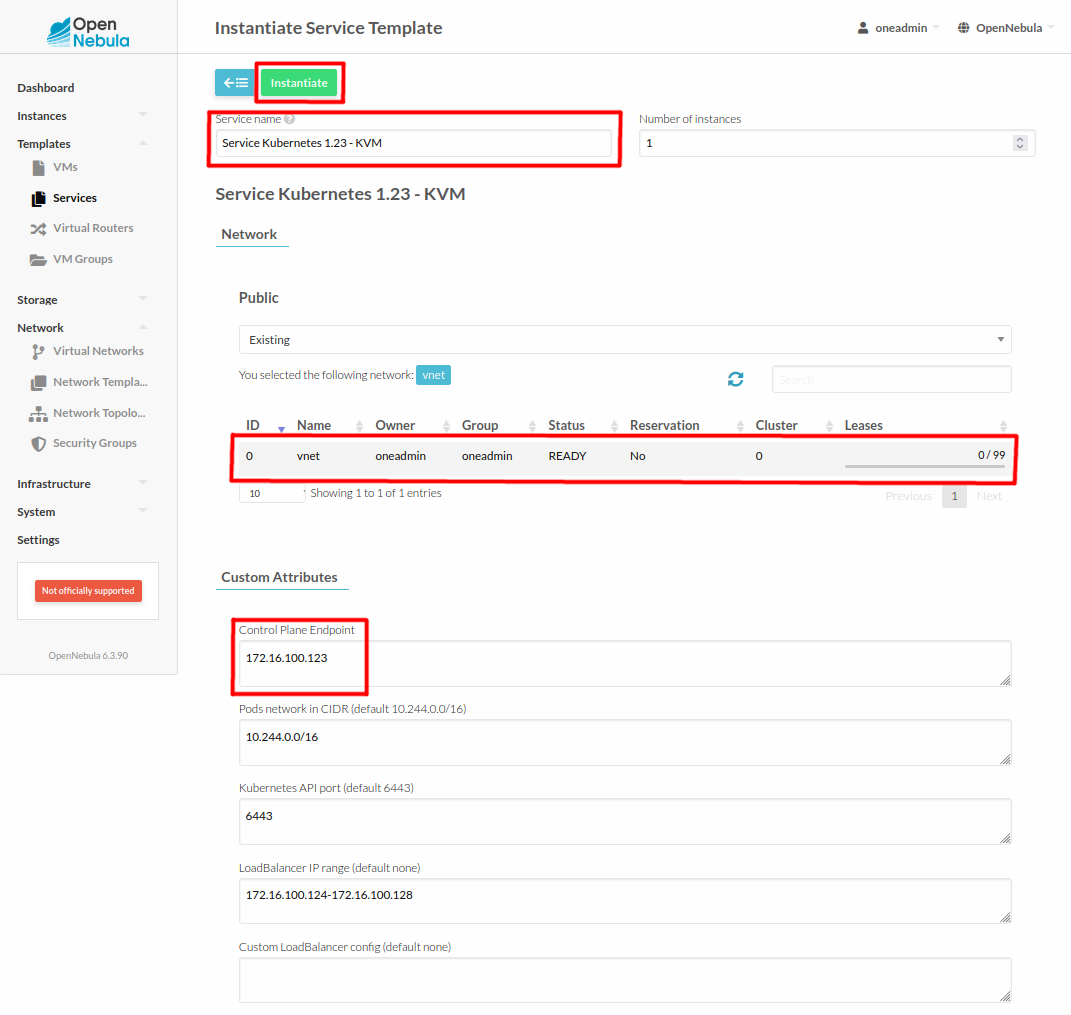 Open
Nebula
Instantiate Service Template
oneadmin
OpenNebula
Dashboard
Instances
Templates
VMs
Services
Virtual Routers
VM Groups
Storage
Network
Virtual Networks
Network Templa...
Network Topolo...
Security Groups
Infrastructure
System
Settings
Not officially supported
OpenNebula 6.3.90
Instantiate
Service name
Number of instances
Service Kubernetes 1.23 - KVM
1
Service Kubernetes 1.23 - KVM
Network
Public
Existing
You selected the following network: vnet
Search
ID Name Owner Group Status Reservation Cluster Leases
0 vnet oneadmin oneadmin READY No 0 0 / 99
10 Showing 1 to 1 of 1 entries
Previous 1 Next
Custom Attributes
Control Plane Endpoint
172.16.100.123
Pods network in CIDR (default 10.244.0.0/16)
10.244.0.0/16
Kubernetes API port (default 6443)
6443
LoadBalancer IP range (default none)
172.16.100.124-172.16.100.128
Custom LoadBalancer config (default none)